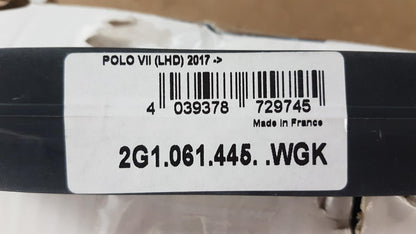 POLO VII (LHD) 2017 ->
4 039378 729745
Made in France
2G1.061.445. .WGK